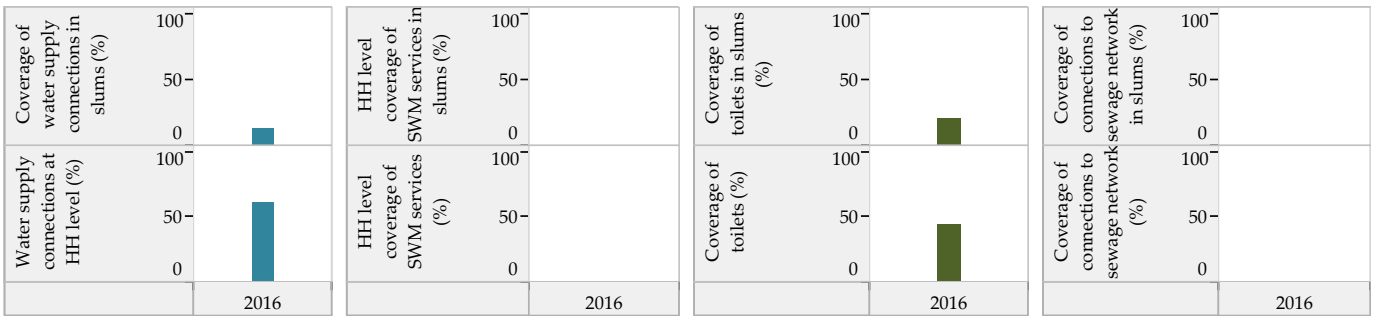 Coverage of
water supply
connections in
slums (%)
100
50
0
Water supply
connections at
HH level (%)
100
50
0
2016
HH level
coverage of
SWM services in
slums (%)
100
50
0
HH level
coverage of
SWM services
(%)
100
50
0
2016
Coverage of
toilets in slums
(%)
100
50
0
Coverage of
toilets (%)
100
50
0
2016
Coverage of
connections to
sewage network
in slums (%)
100
50
0
Coverage of
connections to
sewage network
(%)
100
50
0
2016